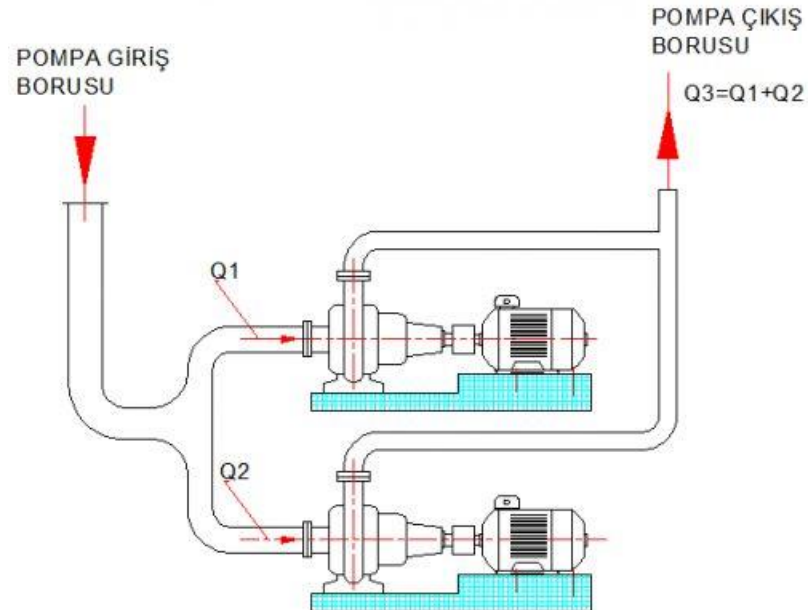 POMPA GİRİŞ
BORUSU
POMPA ÇIKIŞ
BORUSU
Q3=Q1+Q2
Q1
Q2